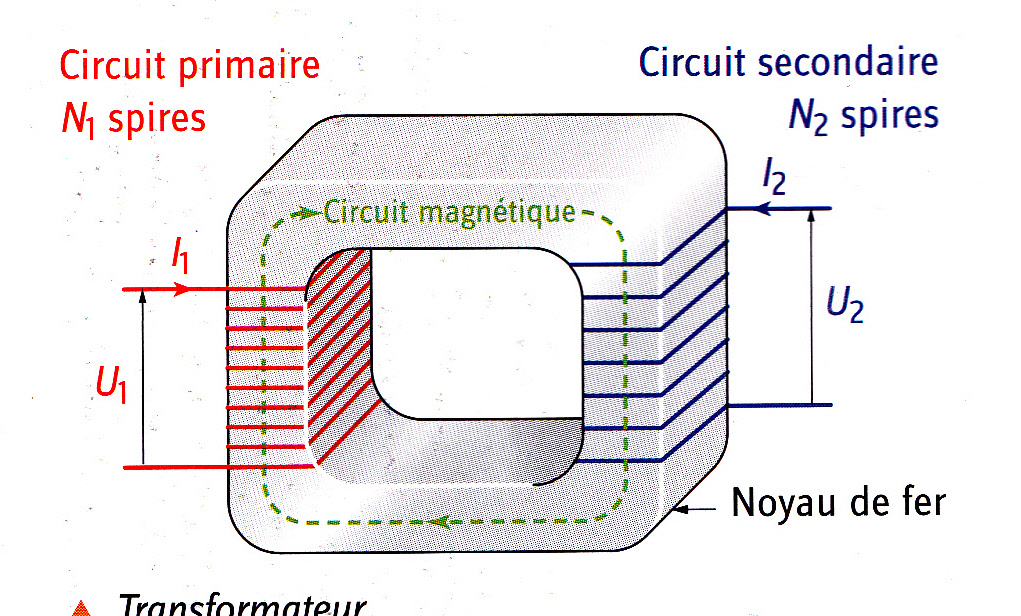 Circuit primaire
N1 spires
Circuit secondaire
N2 spires
I2
Circuit magnétique
I1
U2
U1
Noyau de fer
Transformateur